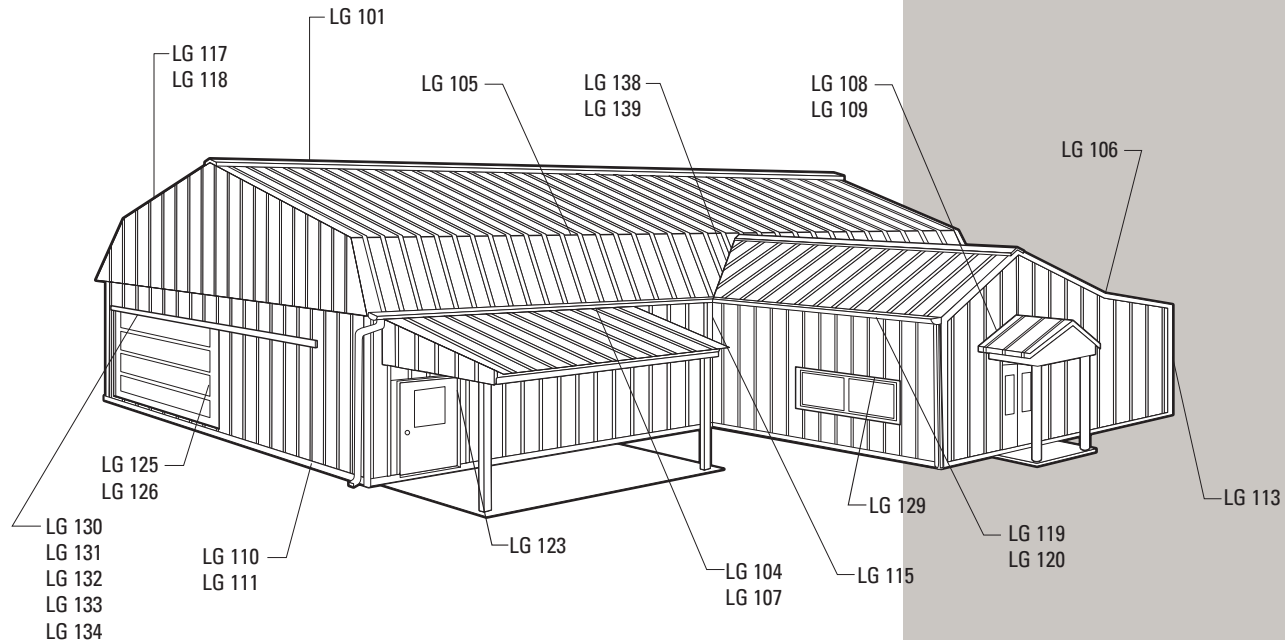 LG 101
LG 117
LG 118
LG 105
LG 138
LG 139
LG 108
LG 109
LG 106
LG 125
LG 126
LG 130
LG 131
LG 132
LG 133
LG 134
LG 110
LG 111
LG 123
LG 104
LG 107
LG 115
LG 129
LG 119
LG 120
LG 113